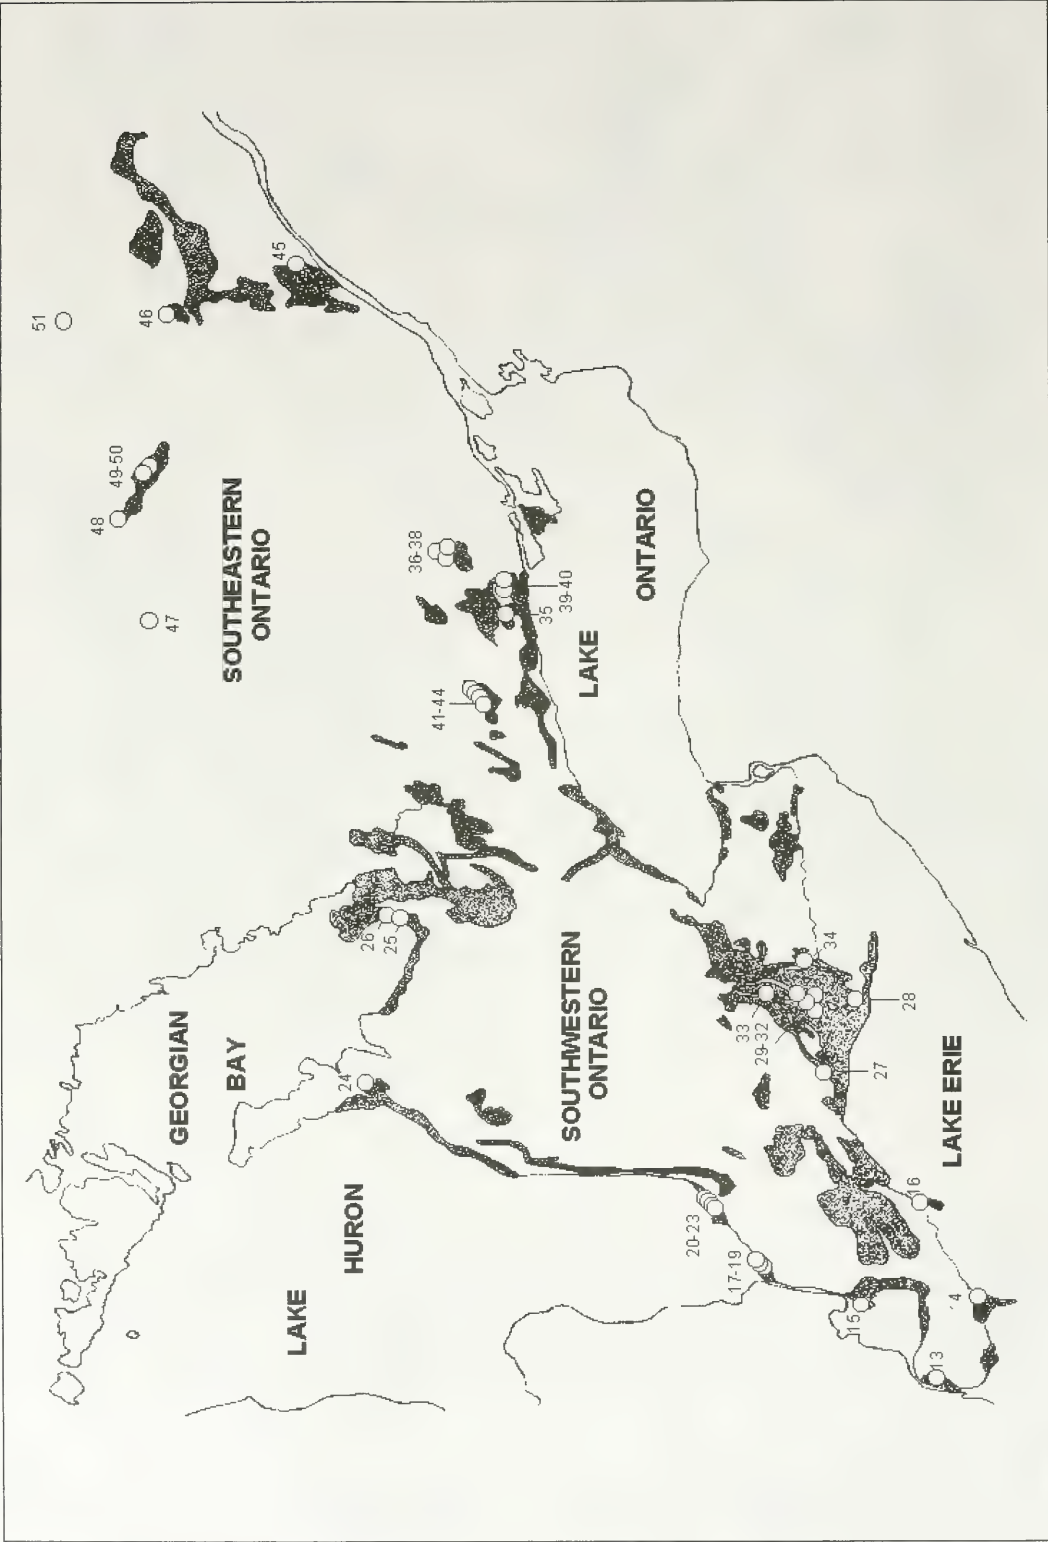 51
46
45
49-50
48
47
SOUTHEASTERN
ONTARIO
36-38
35
39-40
41-44
LAKE
ONTARIO
26
25
24
GEORGIAN
BAY
LAKE
HURON
SOUTHWESTERN
ONTARIO
34
33
29-32
28
27
LAKE ERIE
20-23
17-19
16
15
14
13